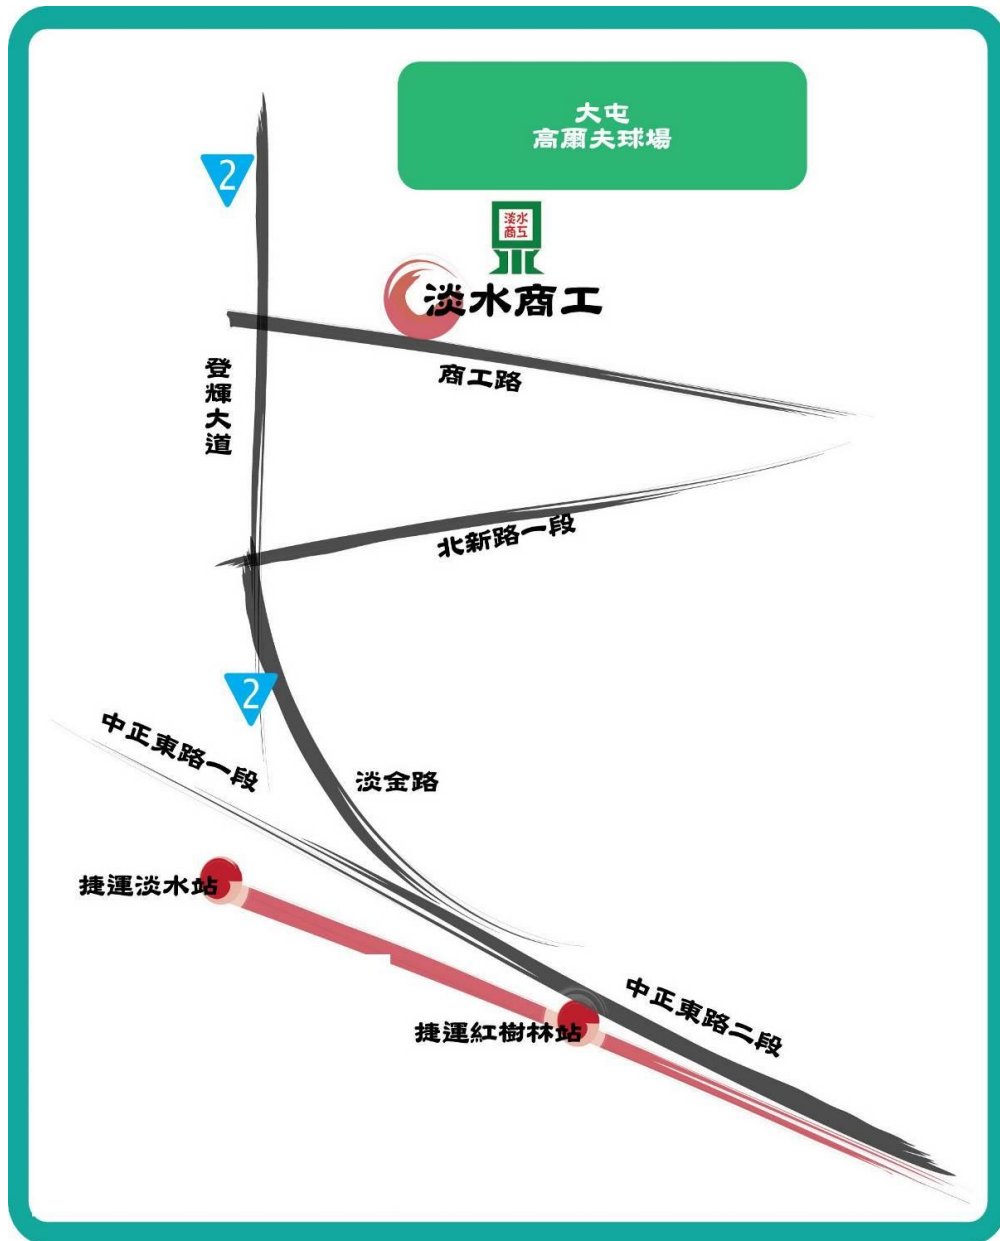 大屯
高爾夫球場
2
淡水
商工
淡水商工
商工路
登輝大道
北新路一段
2
中正東路一段
淡金路
捷運淡水站
中正東路二段
捷運紅樹林站